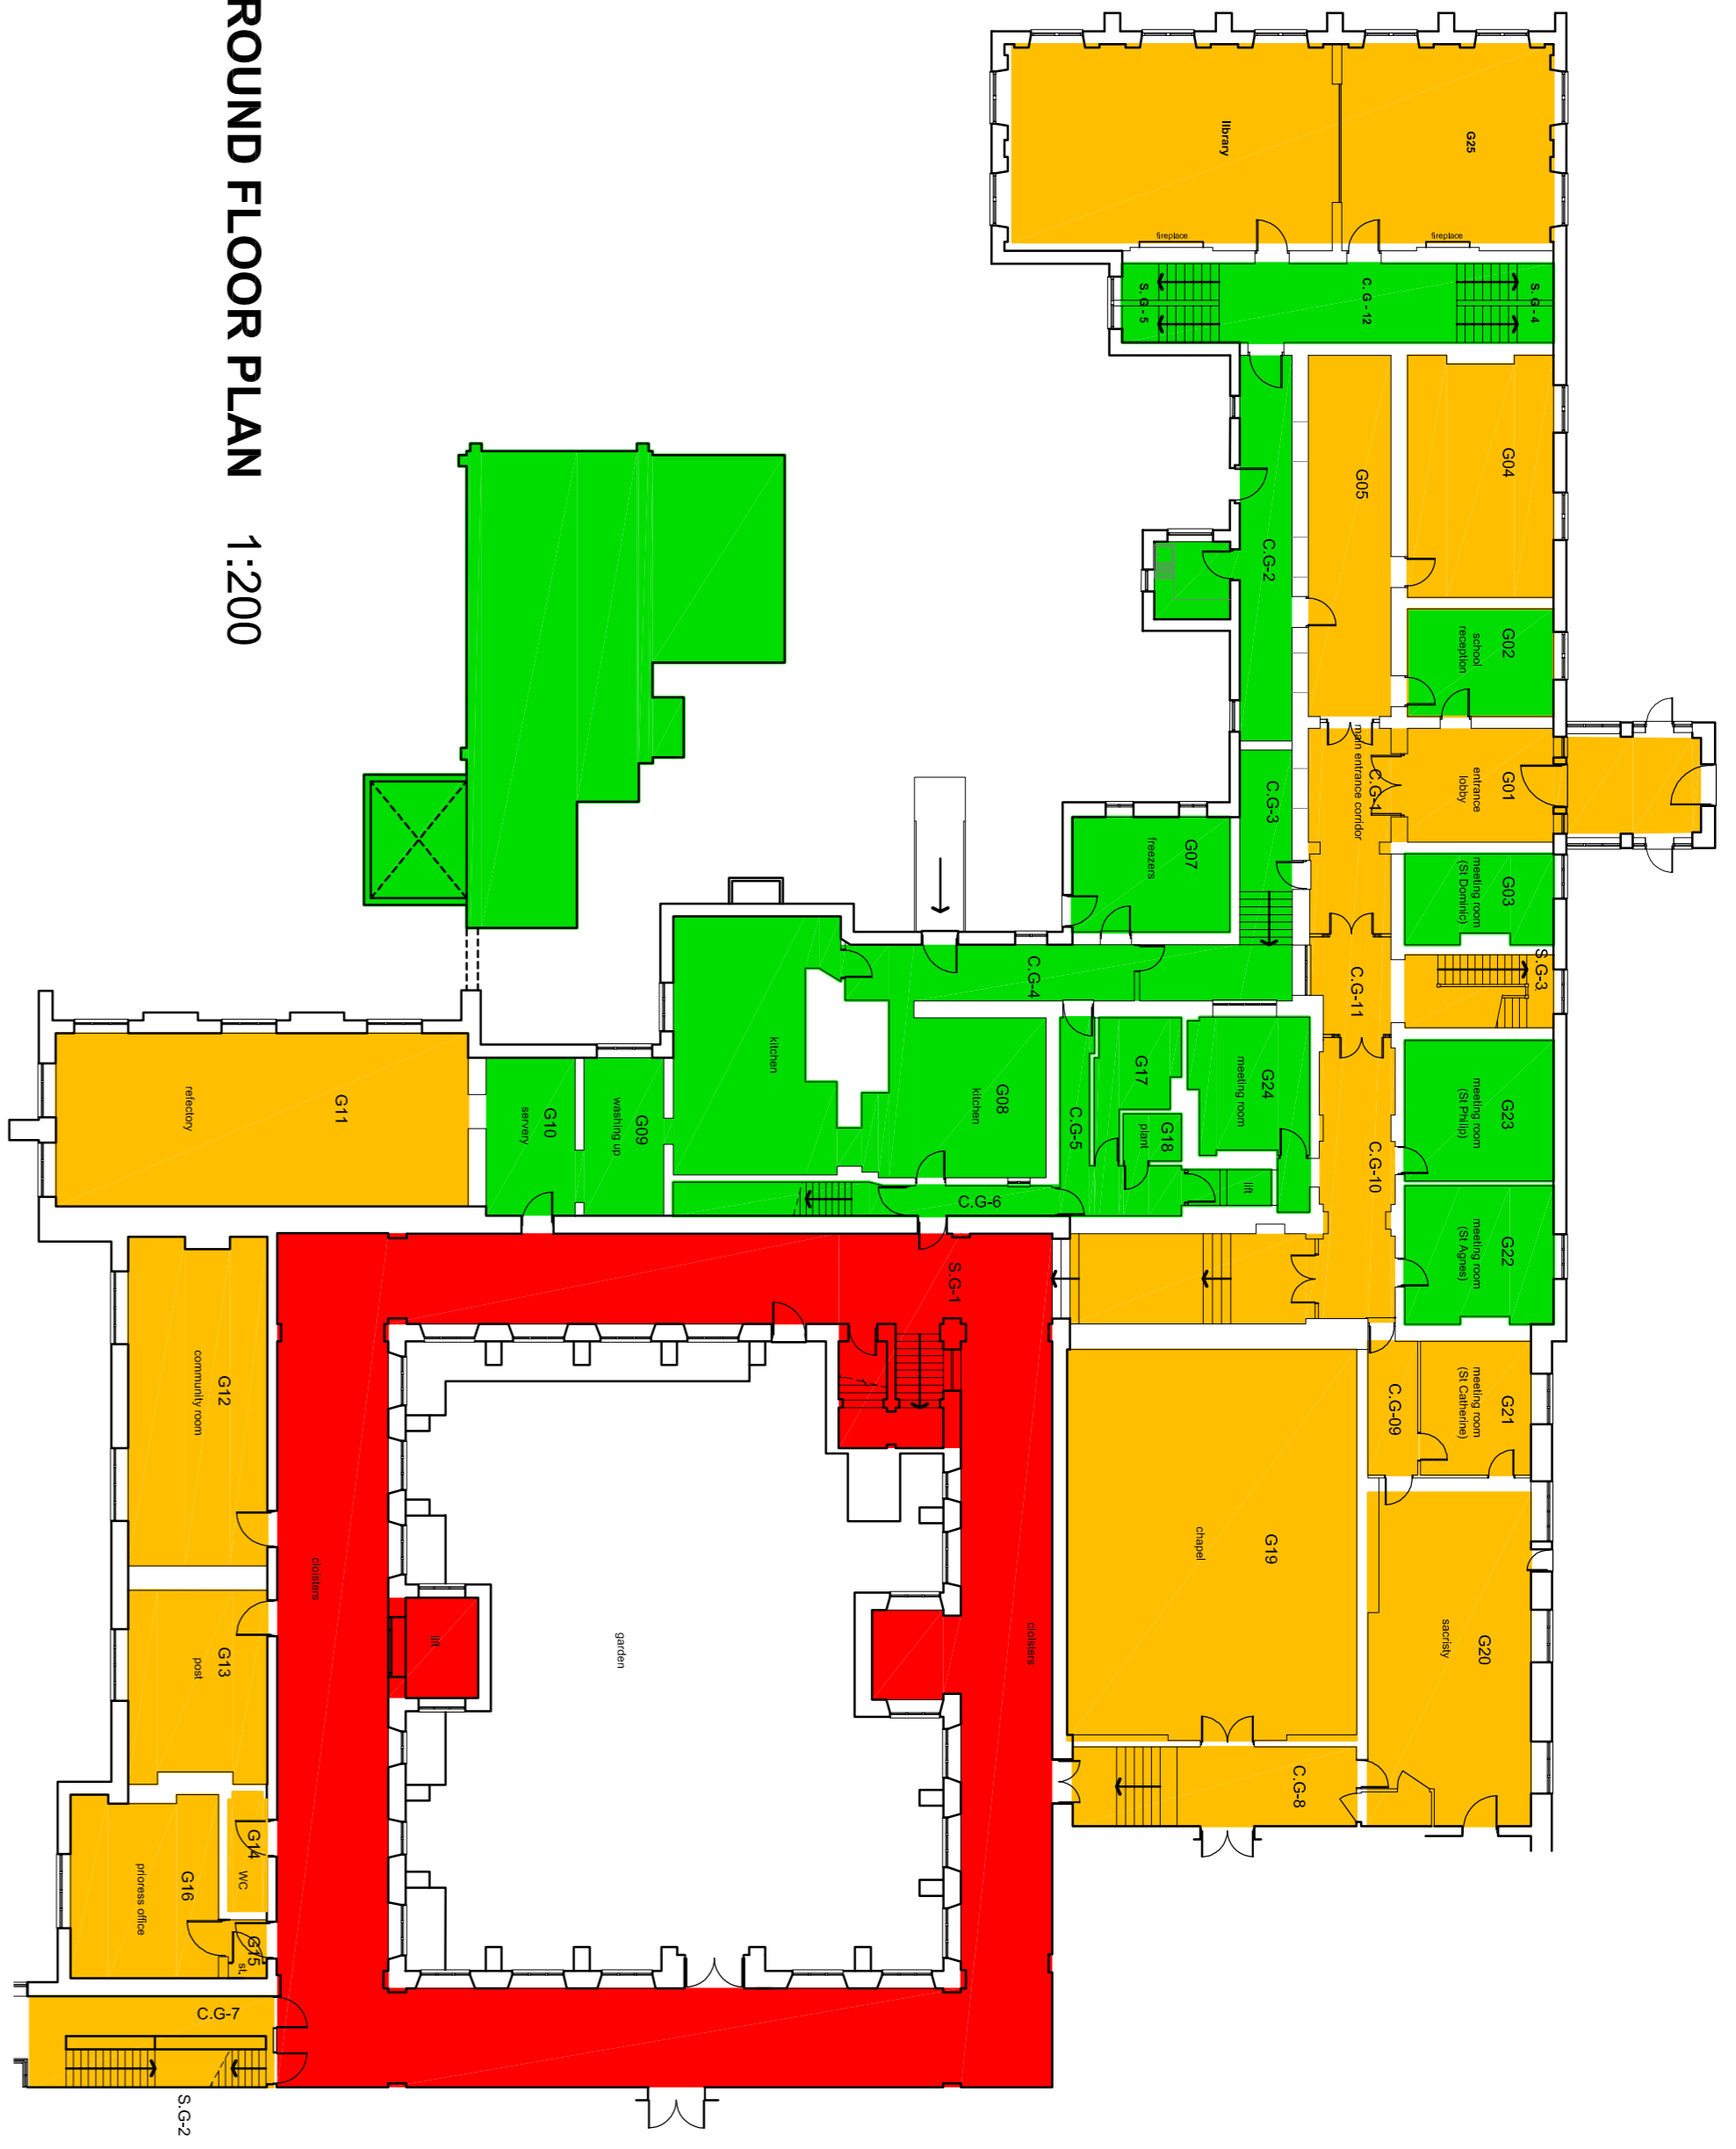 ROUND FLOOR PLAN 1:200
library
G25
fireplace
fireplace
S. G - 5
C. G - 12
S. G - 4
G04
G05
C.G-2
G02
school
reception
main entrance corridor
C.G-1
G01
entrance
lobby
C.G-3
G07
freezers
G03
meeting room
(St Dominic)
S.G-3
C.G-11
C.G-4
kitchen
G08
kitchen
C.G-5
G17
G18
plant
G24
meeting room
lift
G23
meeting room
(St Philip)
C.G-10
G22
meeting room
(St Agnes)
G11
refectory
G10
servery
G09
washing up
C.G-6
S.G-1
G12
community room
G21
meeting room
(St Catherine)
C.G-09
G19
chapel
G20
sacristy
cloisters
cloisters
lift
garden
G13
post
G14
WC
G16
prioress office
G15
st.
C.G-8
C.G-7
S.G-2